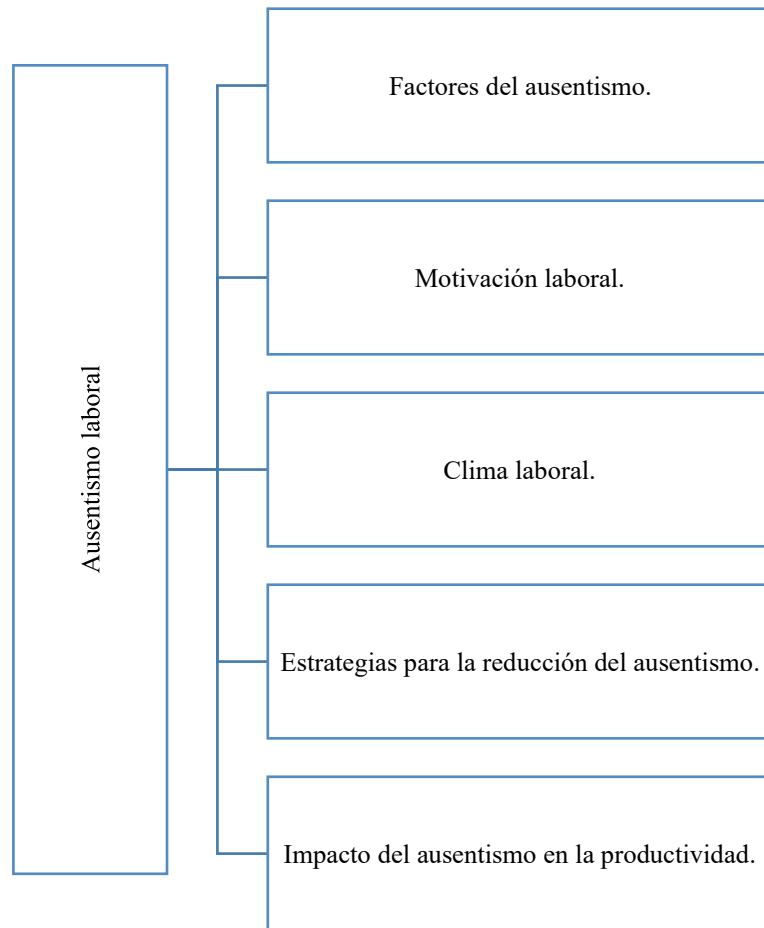 Ausentismo laboral
Factores del ausentismo.
Motivación laboral.
Clima laboral.
Estrategias para la reducción del ausentismo.
Impacto del ausentismo en la productividad.